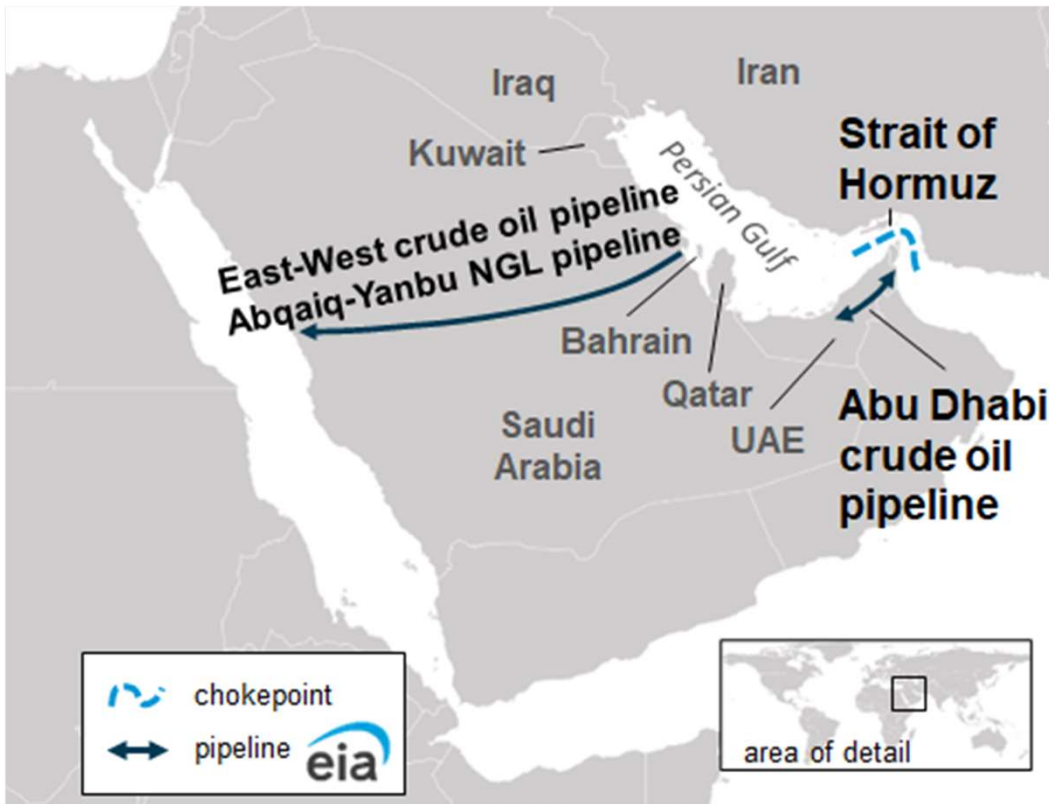 Iraq
Iran
Kuwait
Strait of
Hormuz
Persian Gulf
East-West crude oil pipeline
Abqaiq-Yanbu NGL pipeline
Bahrain
Qatar
UAE
Saudi
Arabia
Abu Dhabi
crude oil
pipeline
chokepoint
pipeline
eia
area of detail